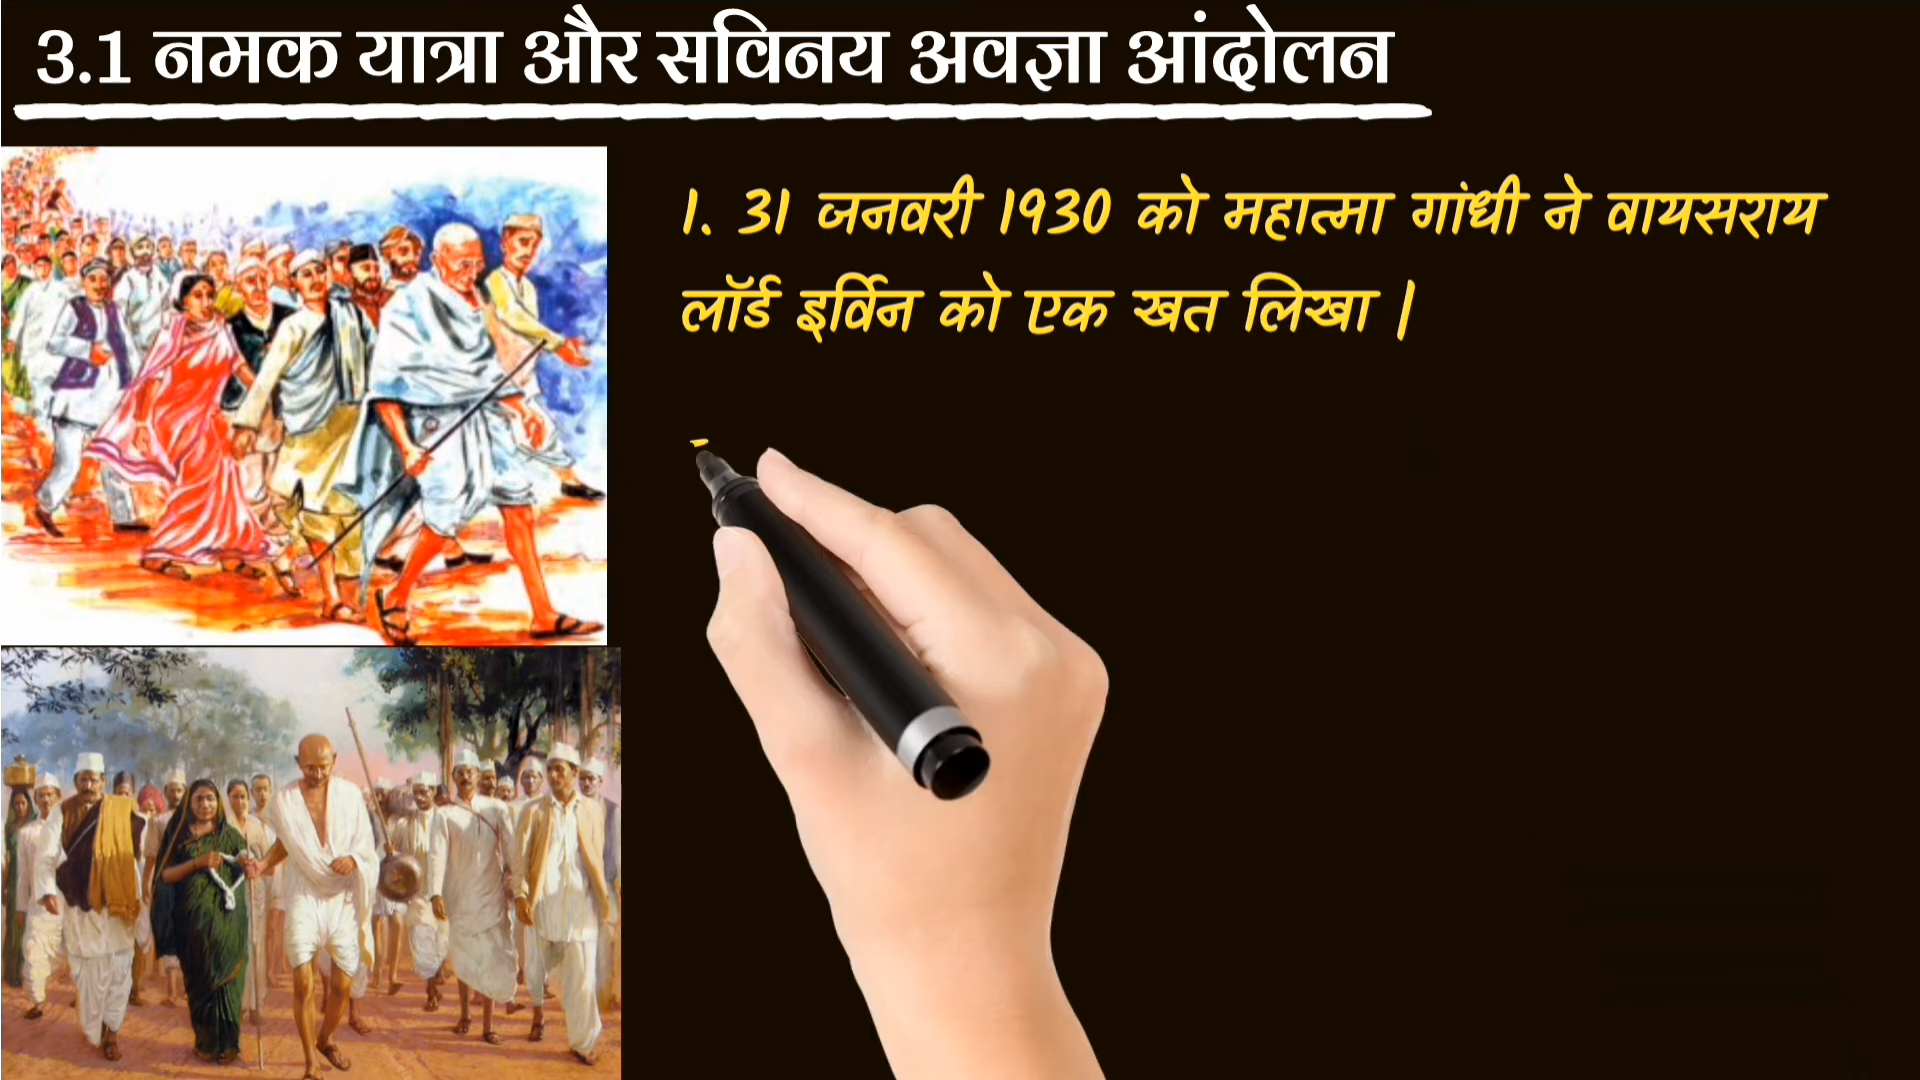 3.1 नमक यात्रा और सविनय अवज्ञा आंदोलन
1. 31 जनवरी 1930 को महात्मा गांधी ने वायसराय
लॉर्ड इर्विन को एक खत लिखा |